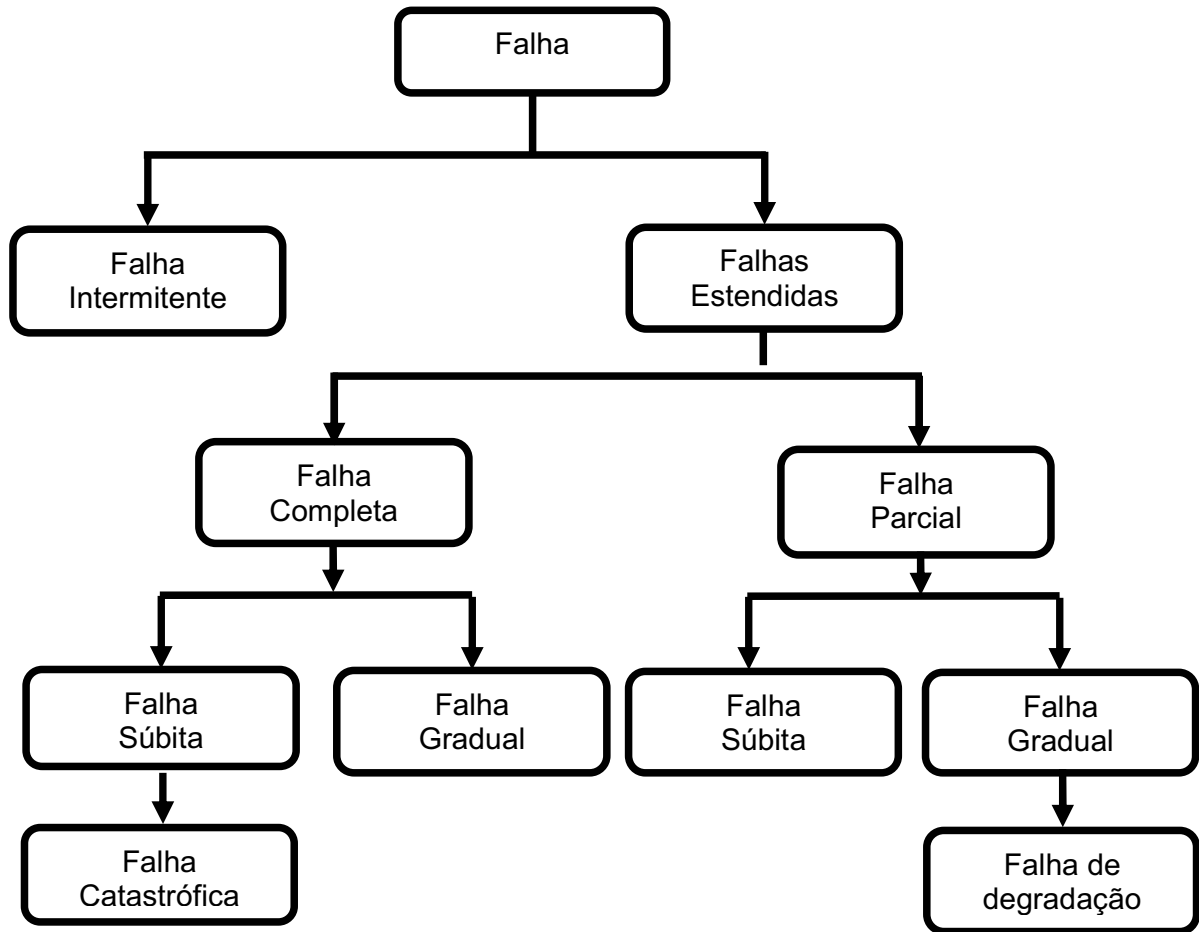 Falha
Falha
Intermitente
Falhas
Estendidas
Falha
Completa
Falha
Parcial
Falha
Súbita
Falha
Gradual
Falha
Súbita
Falha
Gradual
Falha
Catastrófica
Falha de
degradação